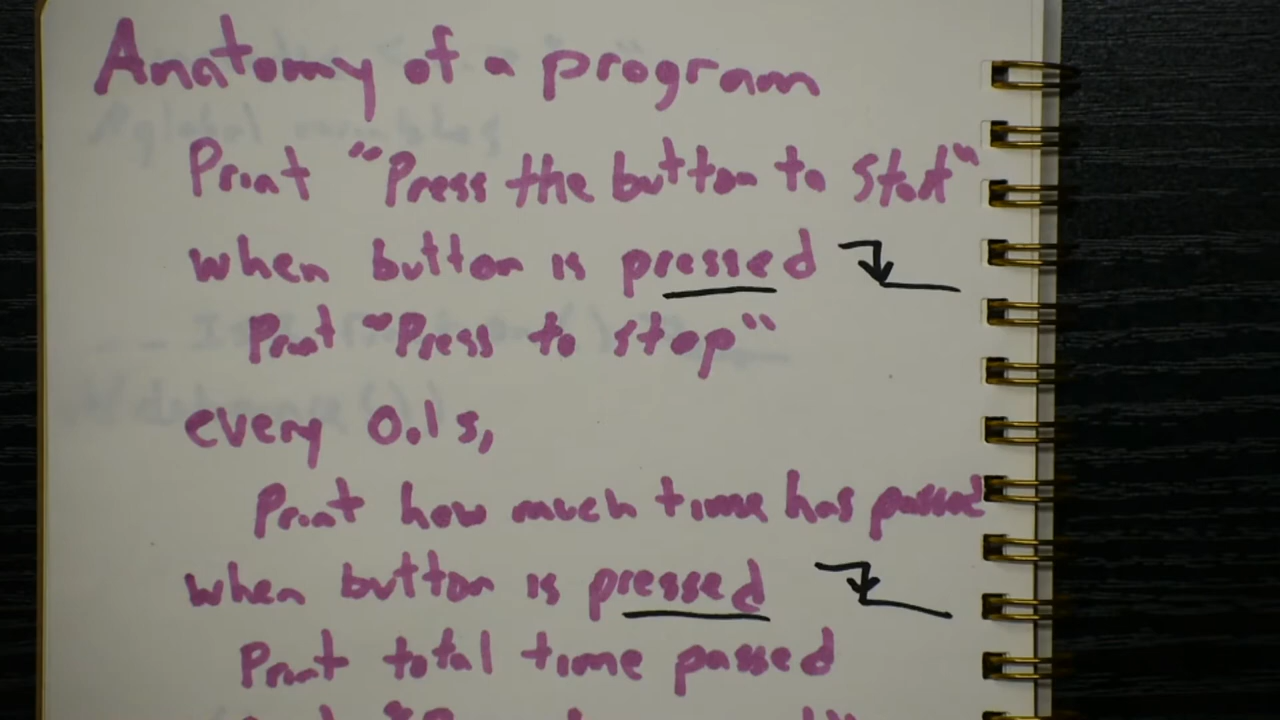 Anatomy of a program
Print "Press the button to start"
when button is pressed
Print "Press to stop"
every 0.1s,
Print how much time has passed
when button is pressed
Print total time passed